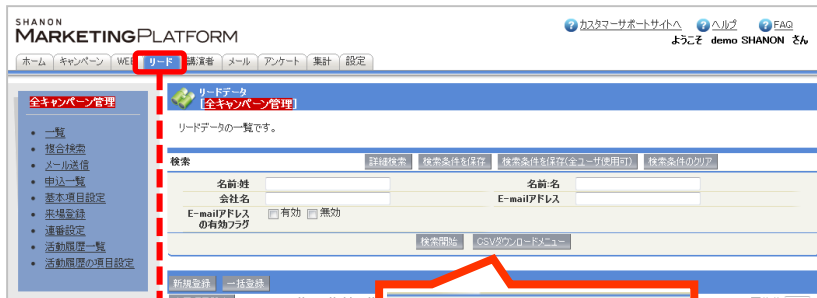 SHANON
MARKETINGPLATFORM
カスタマーサポートサイトへ ヘルプ FAQ
ようこそ demo SHANON さん
ホーム キャンペーン WEB リード 講演者 メール アンケート 集計 設定
全キャンペーン管理
・ 一覧
・ 複合検索
・ メール送信
・ 申込一覧
・ 基本項目設定
・ 来場登録
・ 連番設定
・ 活動履歴一覧
・ 活動履歴の項目設定
リードデータ
[全キャンペーン管理]
リードデータの一覧です。
検索 詳細検索 検索条件を保存 検索条件を保存(全ユーザ使用可) 検索条件のクリア
名前:姓 名前:名
会社名 E-mailアドレス
E-mailアドレスの有効フラグ 有効 無効
検索開始 CSVダウンロードメニュー
新規登録 一括登録